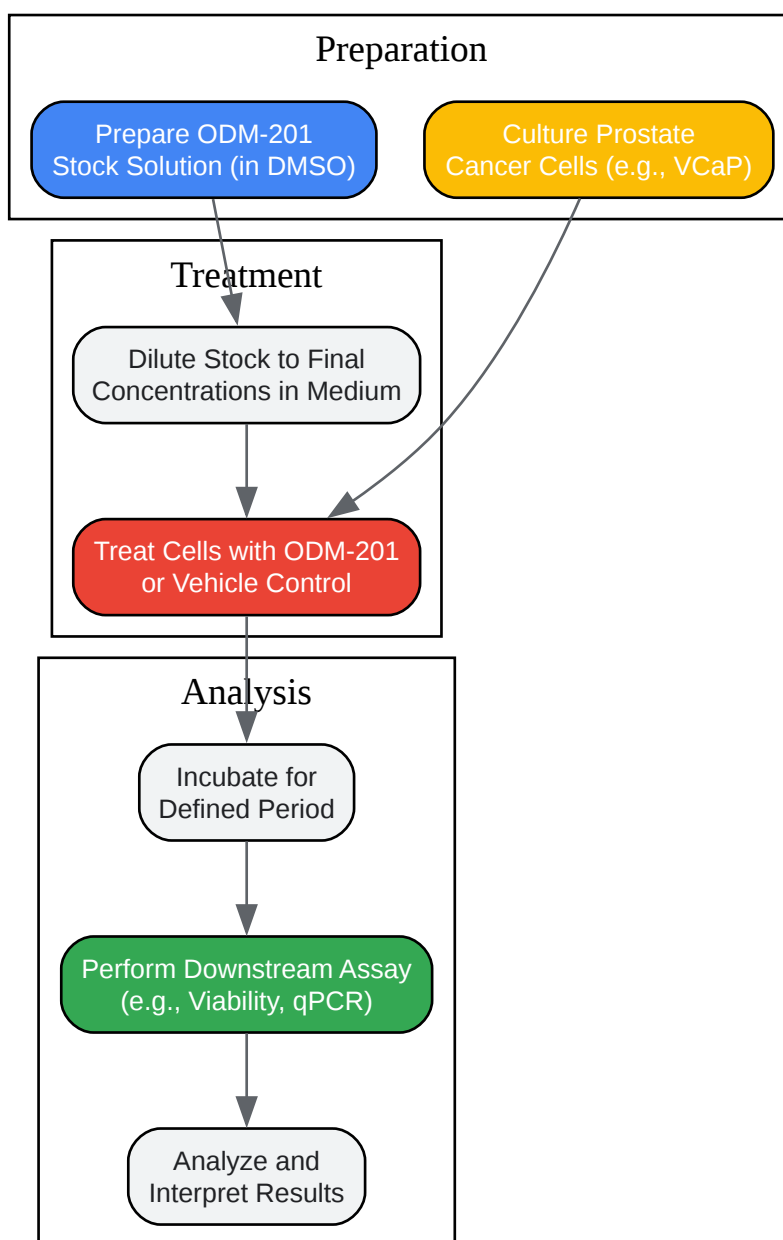 Preparation
Prepare ODM-201
Stock Solution (in DMSO)
Culture Prostate
Cancer Cells (e.g., VCaP)
Treatment
Dilute Stock to Final
Concentrations in Medium
Treat Cells with ODM-201
or Vehicle Control
Analysis
Incubate for
Defined Period
Perform Downstream Assay
(e.g., Viability, qPCR)
Analyze and
Interpret Results